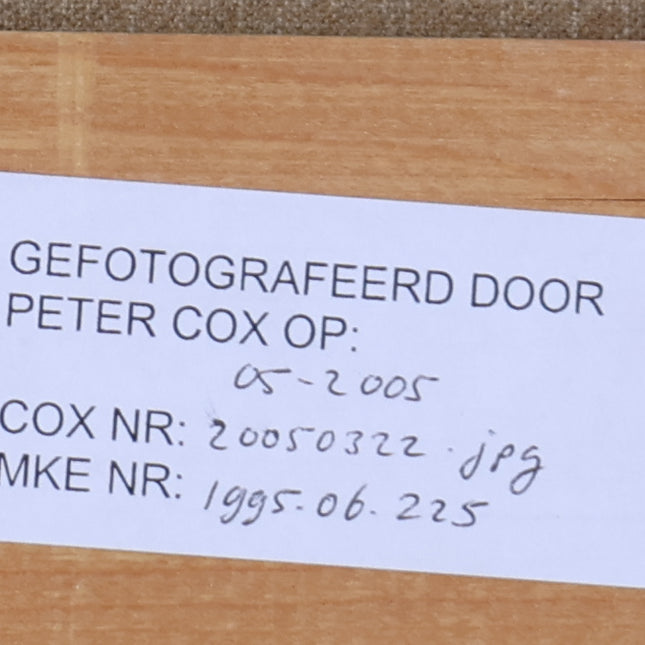 GEFOTOGRAFEERD DOOR
PETER COX OP:
05-2005
COX NR: 20050322.jpg
MKE NR: 1995.06.225